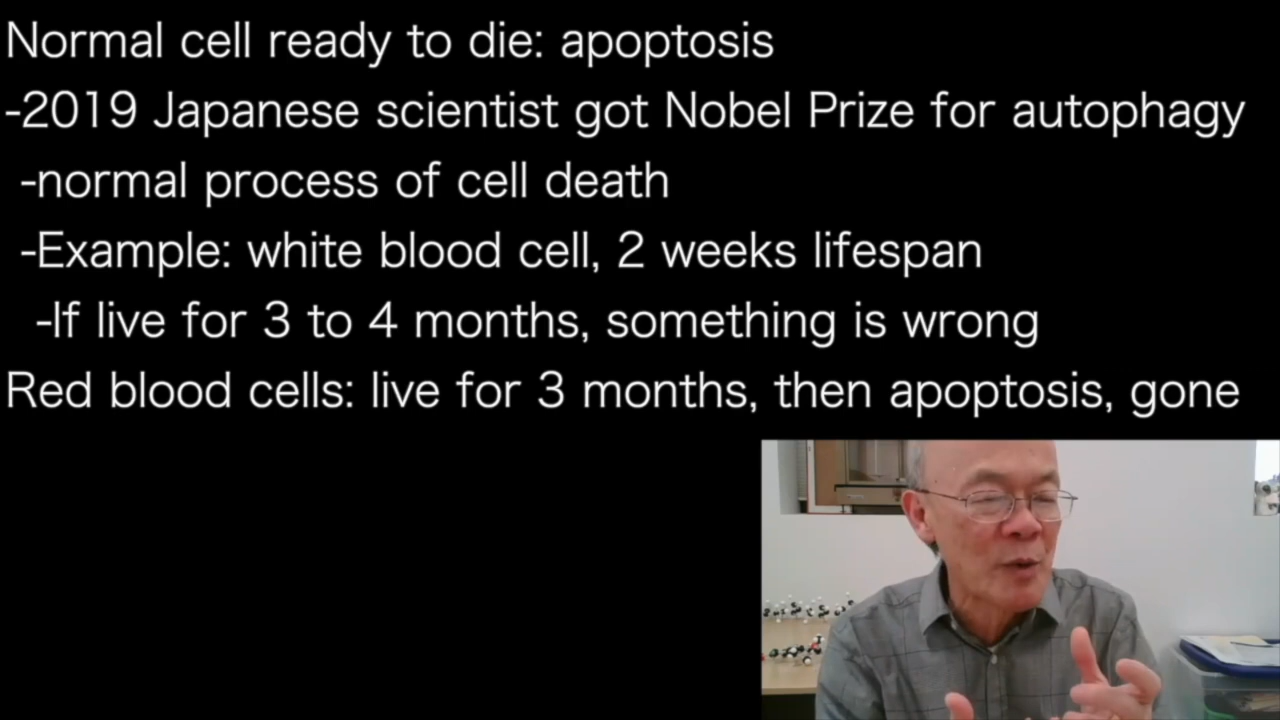 Normal cell ready to die: apoptosis
-2019 Japanese scientist got Nobel Prize for autophagy
-normal process of cell death
-Example: white blood cell, 2 weeks lifespan
-If live for 3 to 4 months, something is wrong
Red blood cells: live for 3 months, then apoptosis, gone